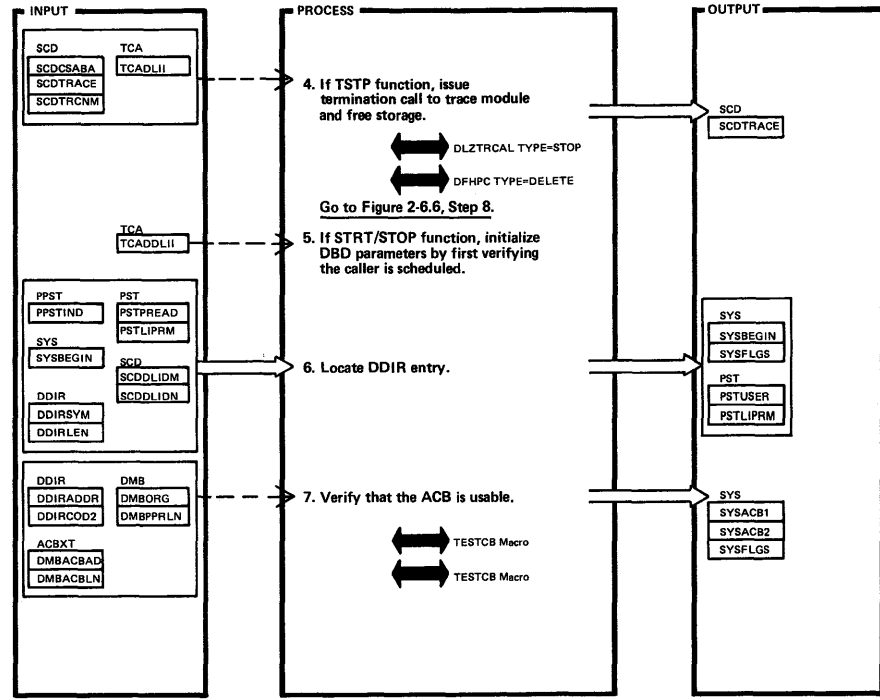 INPUT
SCD
SCDCSABA
SCDTRACE
SCDTRCNM
TCA
TCADLII
TCA
TCADDLII
PPST
PPSTIND
PST
PSTPREAD
PSTLIPRM
SYS
SYSBEGIN
SCD
SCDDLIDM
SCDDLIDN
DDIR
DDIRSYM
DDIRLEN
DDIR
DDIRADDR
DDIRCOD2
DMB
DMBORG
DMBPPRLN
ACBXT
DMBACBAD
DMBACBLN
PROCESS
4. If TSTP function, issue
termination call to trace module
and free storage.
DLZTRCAL TYPE=STOP
DFHPC TYPE=DELETE
Go to Figure 2-6.6, Step 8.
5. If STRT/STOP function, initialize
DBD parameters by first verifying
the caller is scheduled.
6. Locate DDIR entry.
7. Verify that the ACB is usable.
TESTCB Macro
TESTCB Macro
OUTPUT
SCD
SCDTRACE
SYS
SYSBEGIN
SYSFLGS
PST
PSTUSER
PSTLIPRM
SYS
SYSACB1
SYSACB2
SYSFLGS